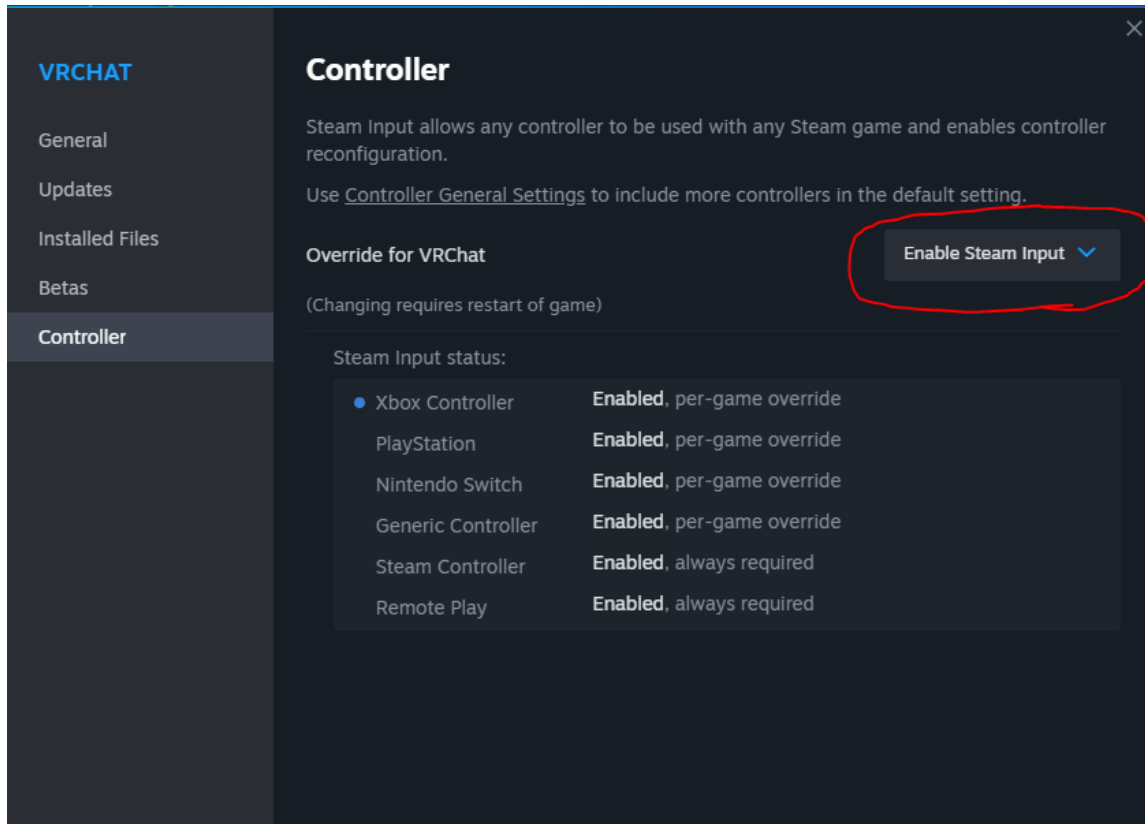 VRCHAT
General
Updates
Installed Files
Betas
Controller
Controller
Steam Input allows any controller to be used with any Steam game and enables controller
reconfiguration.
Use Controller General Settings to include more controllers in the default setting.
Override for VRChat
Enable Steam Input
(Changing requires restart of game)
Steam Input status:
Xbox Controller Enabled, per-game override
PlayStation Enabled, per-game override
Nintendo Switch Enabled, per-game override
Generic Controller Enabled, per-game override
Steam Controller Enabled, always required
Remote Play Enabled, always required